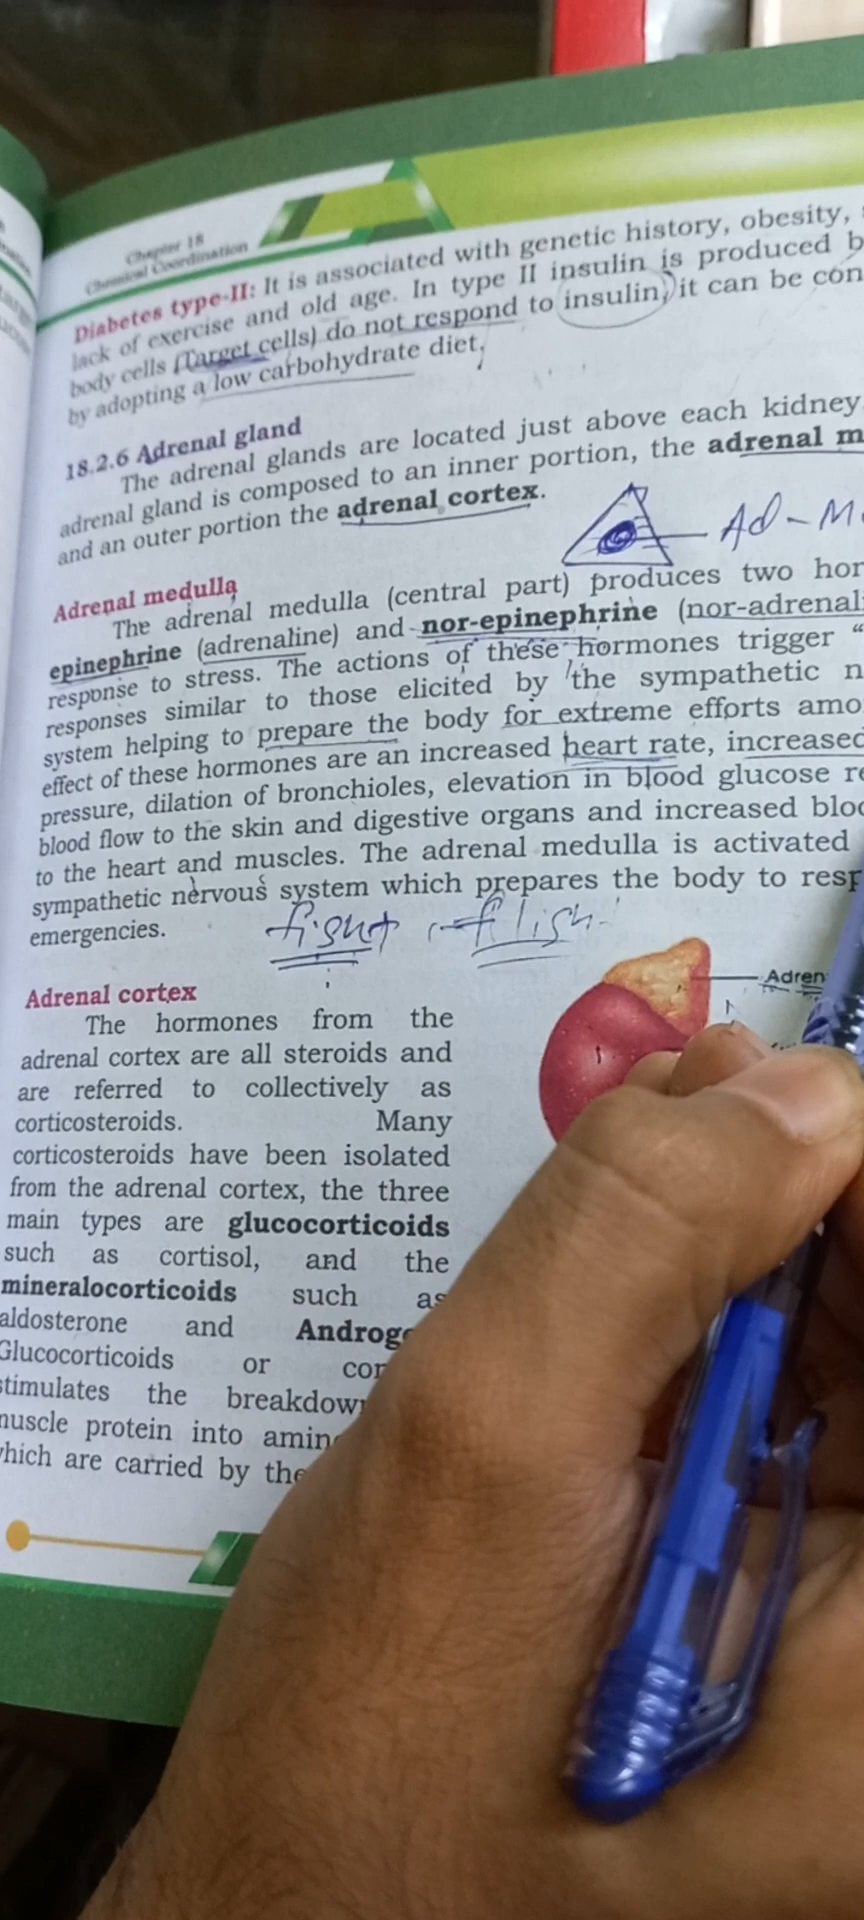 Chapter 18
Chemical Coordination
Diabetes type-II: It is associated with genetic history, obesity,
lack of exercise and old age. In type II insulin is produced b
body cells (Target cells) do not respond to insulin, it can be con
by adopting a low carbohydrate diet.
18.2.6 Adrenal gland
The adrenal glands are located just above each kidney
adrenal gland is composed to an inner portion, the adrenal m
and an outer portion the adrenal cortex.
Ad - M
Adrenal medulla
The adrenal medulla (central part) produces two hor
epinephrine (adrenaline) and nor-epinephrine (nor-adrenal
response to stress. The actions of these hormones trigger “
responses similar to those elicited by the sympathetic n
system helping to prepare the body for extreme efforts amo
effect of these hormones are an increased heart rate, increased
pressure, dilation of bronchioles, elevation in blood glucose re
blood flow to the skin and digestive organs and increased bloo
to the heart and muscles. The adrenal medulla is activated
sympathetic nervous system which prepares the body to resp
emergencies.
fight flight
Adren
Adrenal cortex
The hormones from the
adrenal cortex are all steroids and
are referred to collectively as
corticosteroids. Many
corticosteroids have been isolated
from the adrenal cortex, the three
main types are glucocorticoids
such as cortisol, and the
mineralocorticoids such as
aldosterone and Androge
Glucocorticoids or cor
stimulates the breakdown
muscle protein into amin
which are carried by the